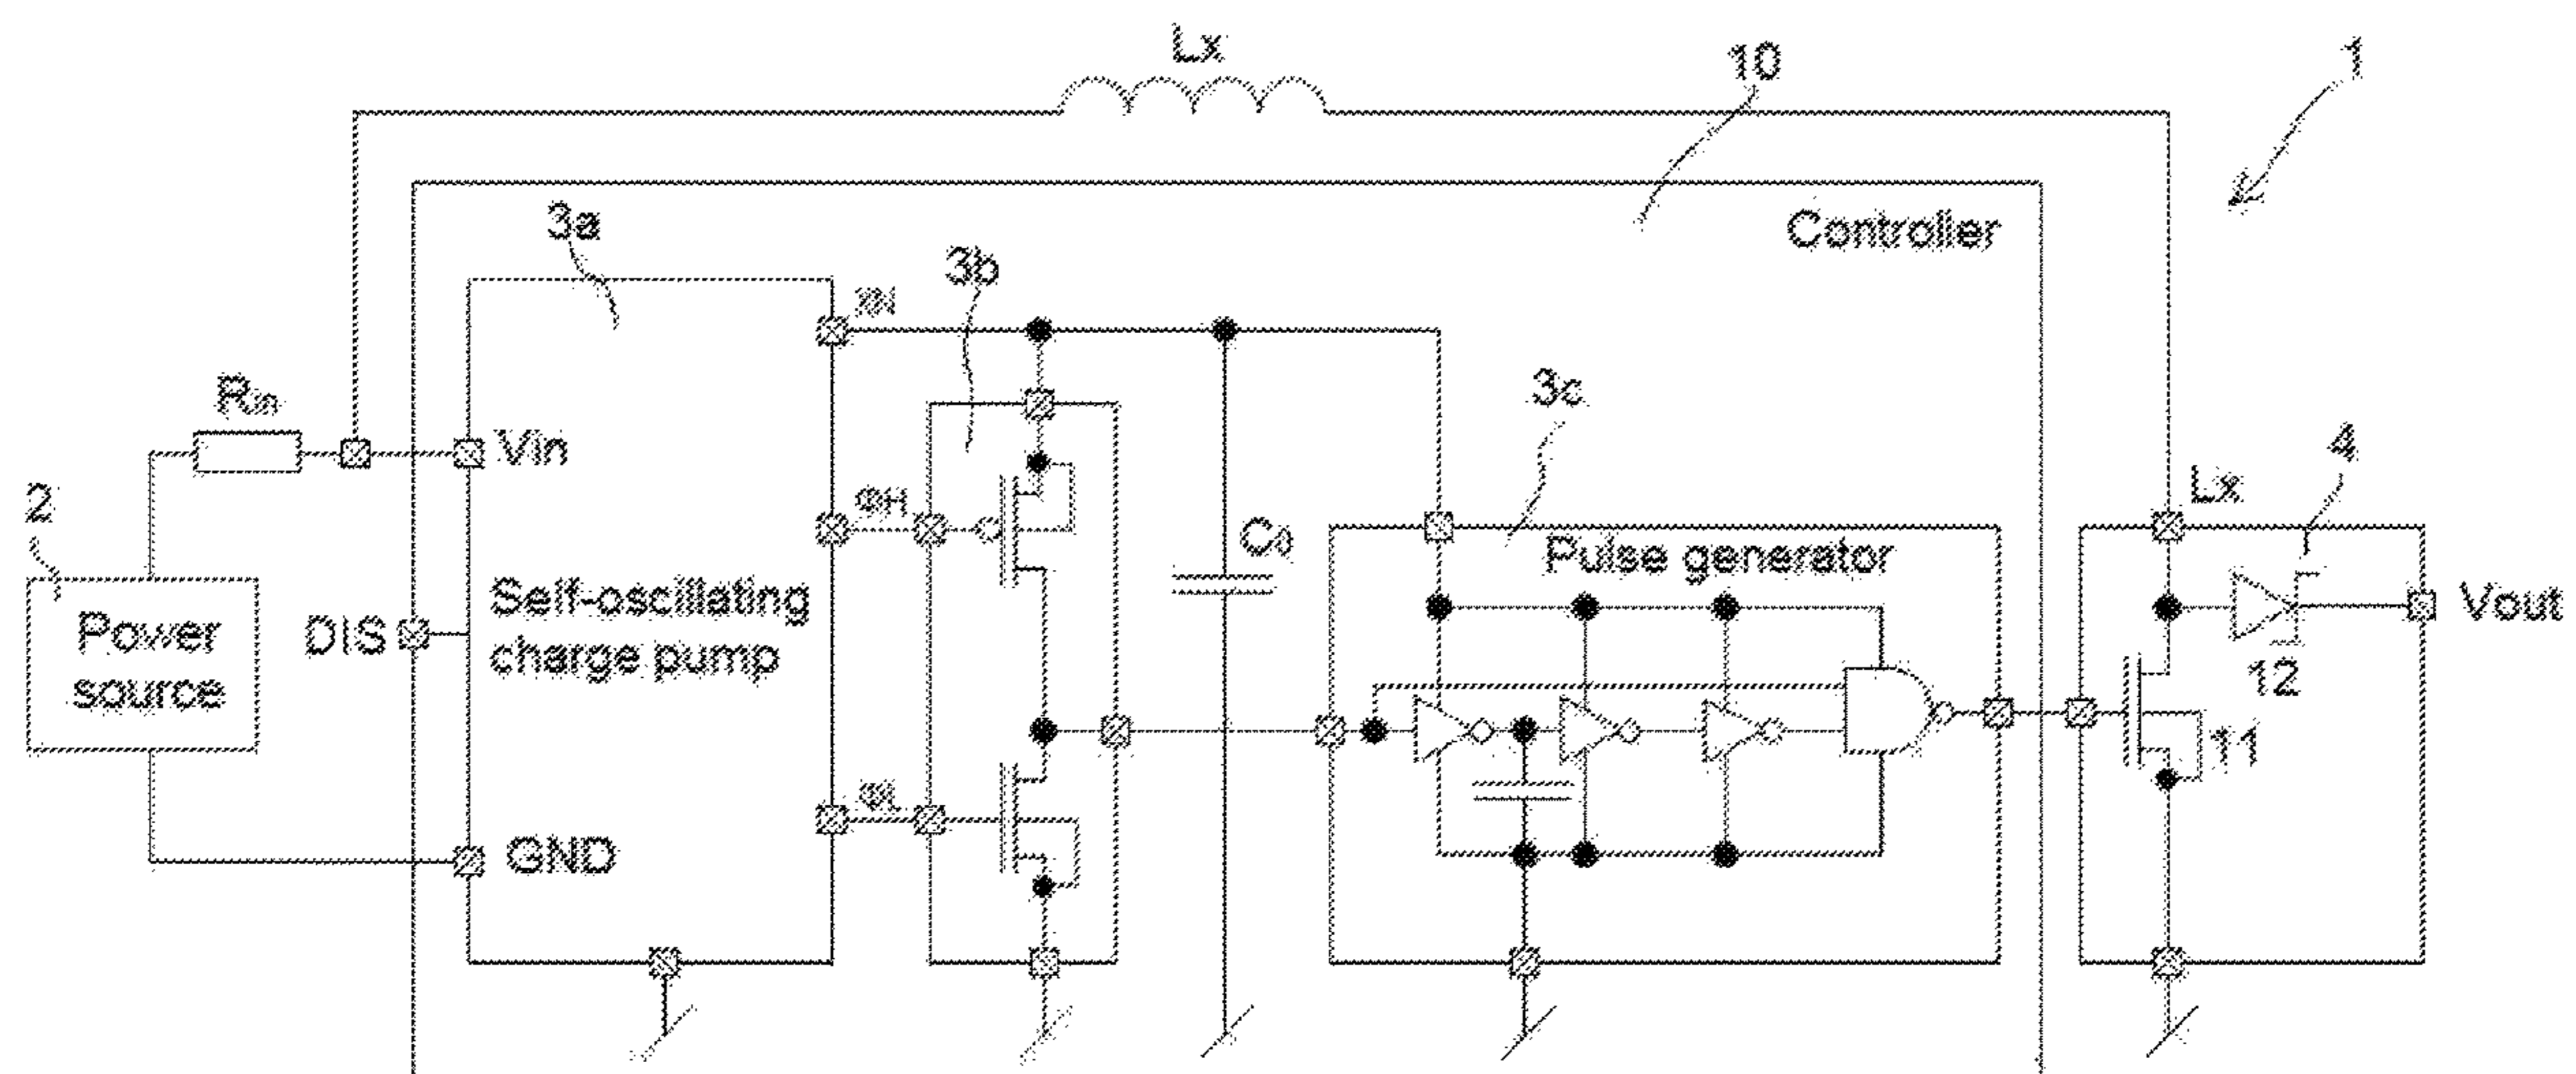 Lx
10
1
Controller
3a
3b
Rin
Vin
3c
4
2
ΦH
Lx
C0
Pulse generator
Power
source
DIS
Self-oscillating
charge pump
Vout
12
11
GND